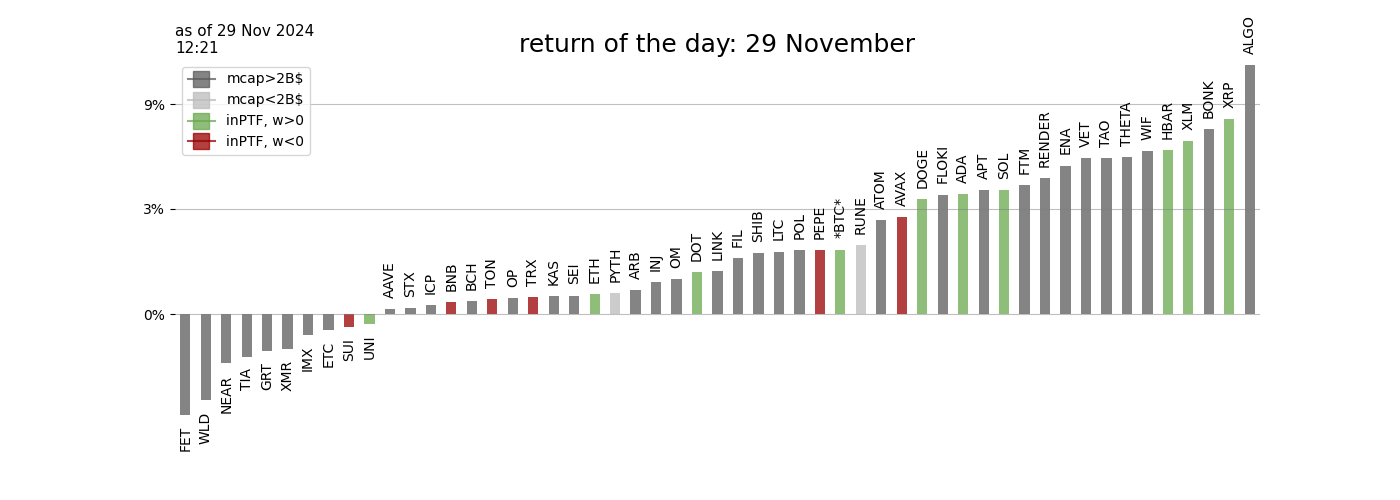 as of 29 Nov 2024
12:21
return of the day: 29 November
mcap>2B$
mcap<2B$
inPTF, w>0
inPTF, w<0
9%
3%
0%
FET
WLD
NEAR
TIA
GRT
XMR
IMX
ETC
SUI
UNI
AAVE
STX
ICP
BNB
BCH
TON
OP
TRX
KAS
SEI
ETH
PYTH
ARB
INJ
OM
DOT
LINK
FIL
SHIB
LTC
POL
PEPE
*BTC*
RUNE
ATOM
AVAX
DOGE
FLOKI
ADA
APT
SOL
FTM
RENDER
ENA
VET
TAO
THETA
WIF
HBAR
XLM
BONK
XRP
ALGO